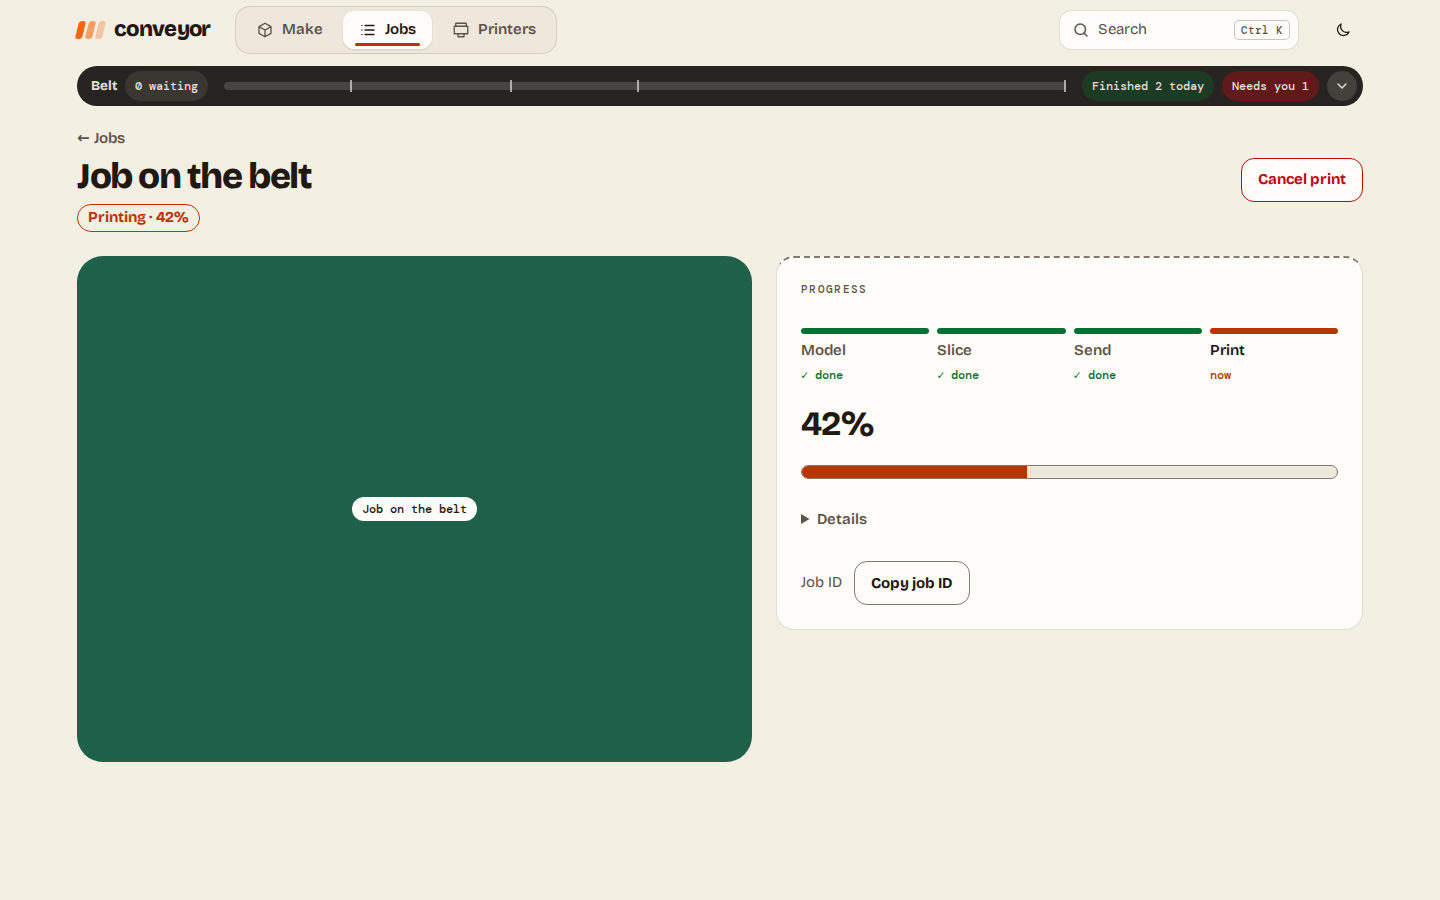 conveyor
Make
Jobs
Printers
Search
Ctrl K
Belt
0 waiting
Finished 2 today
Needs you 1
← Jobs
Job on the belt
Cancel print
Printing · 42%
Job on the belt
PROGRESS
Model
Slice
Send
Print
✓ done
✓ done
✓ done
now
42%
Details
Job ID
Copy job ID